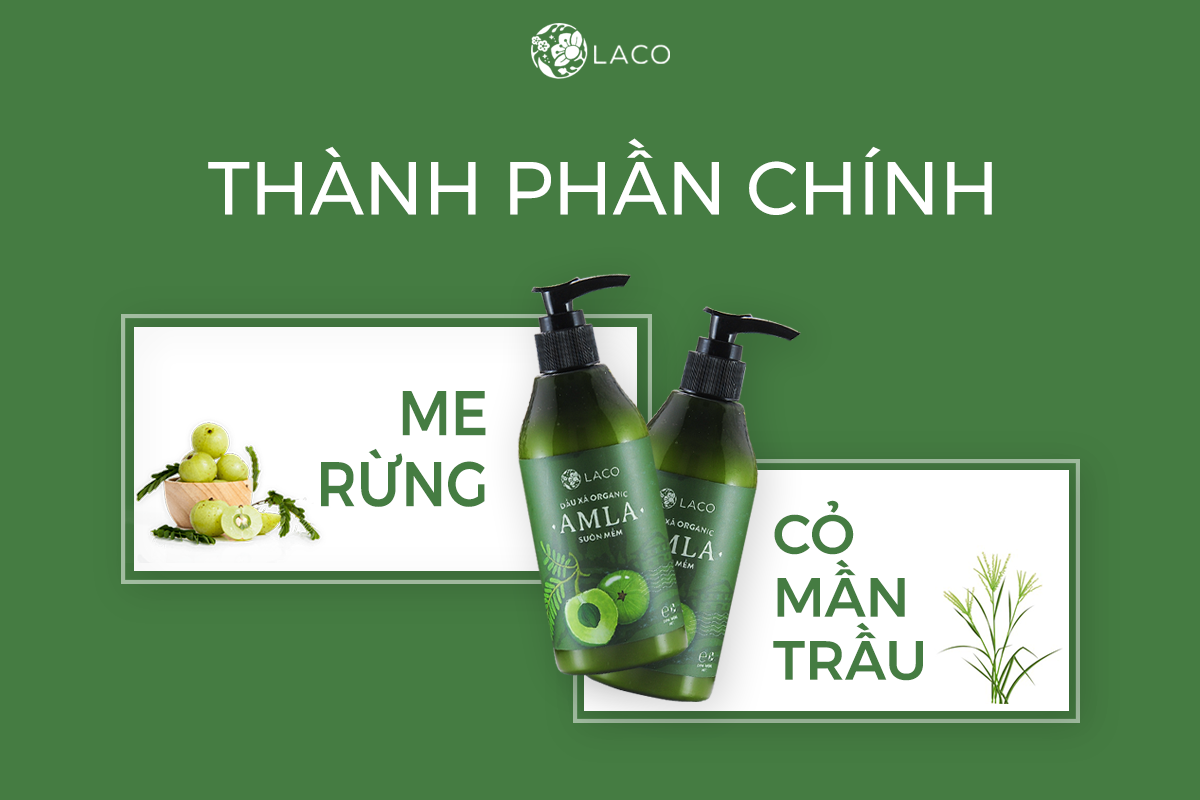 LACO
THÀNH PHẦN CHÍNH
ME
RỪNG
LACO
DẦU XẢ ORGANIC
AMLA
SUÔN MỀM
LACO
XẢ ORGANIC
MLA
MỀM
CỎ
MẦN
TRẦU